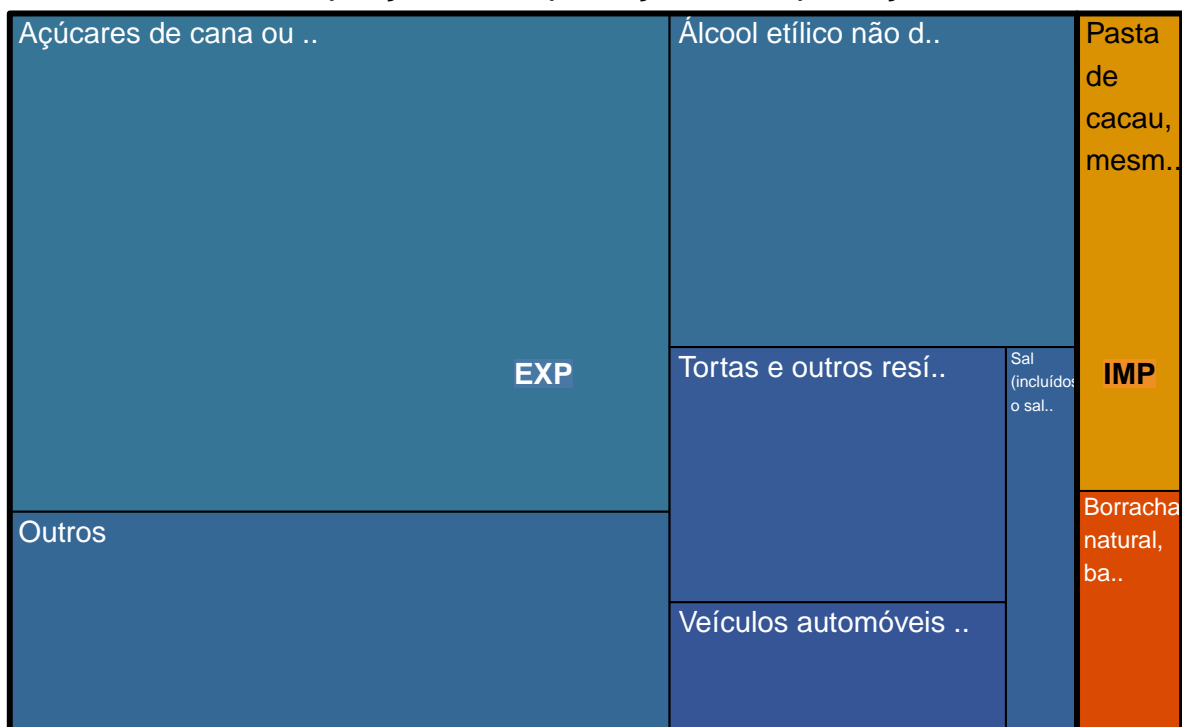 Açúcares de cana ou ..
Álcool etílico não d..
Pasta
de
cacau,
mesm..
EXP
Tortas e outros resí..
Sal
(incluídos
o sal..
IMP
Outros
Borracha
natural,
ba..
Veículos automóveis ..